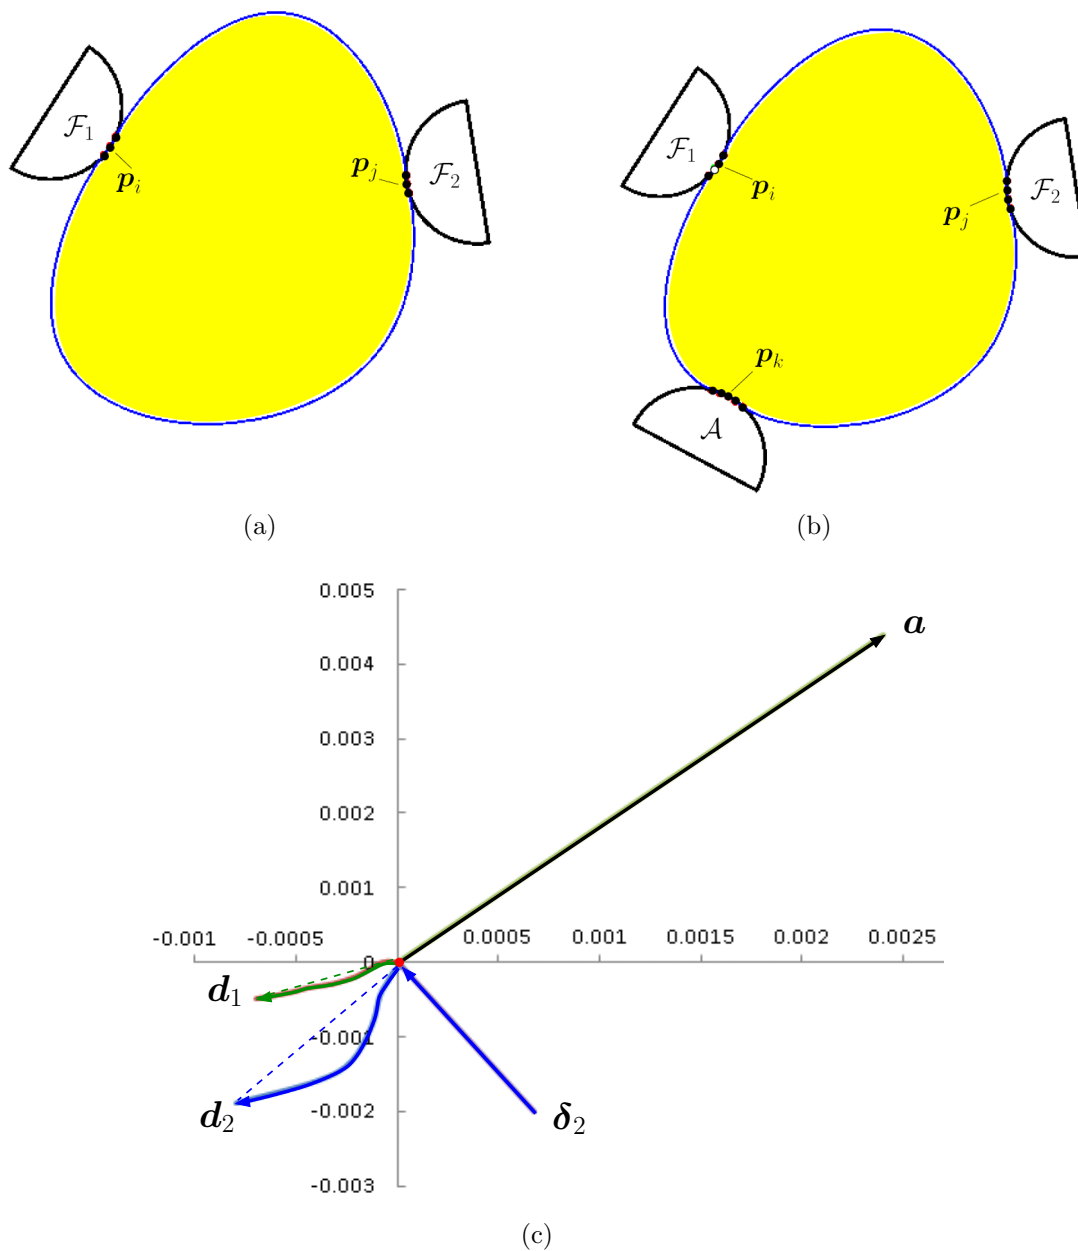 𝓕₁
𝒑ᵢ
𝒑ⱼ
𝓕₂
𝓕₁
𝒑ᵢ
𝒑ⱼ
𝓕₂
𝒑ₖ
𝒜
(a)
(b)
0.005
0.004
0.003
0.002
0.001
0
-0.001
-0.002
-0.003
-0.001 -0.0005 0.0005 0.001 0.0015 0.002 0.0025
𝒂
𝒅₁
𝒅₂
𝜹₂
(c)